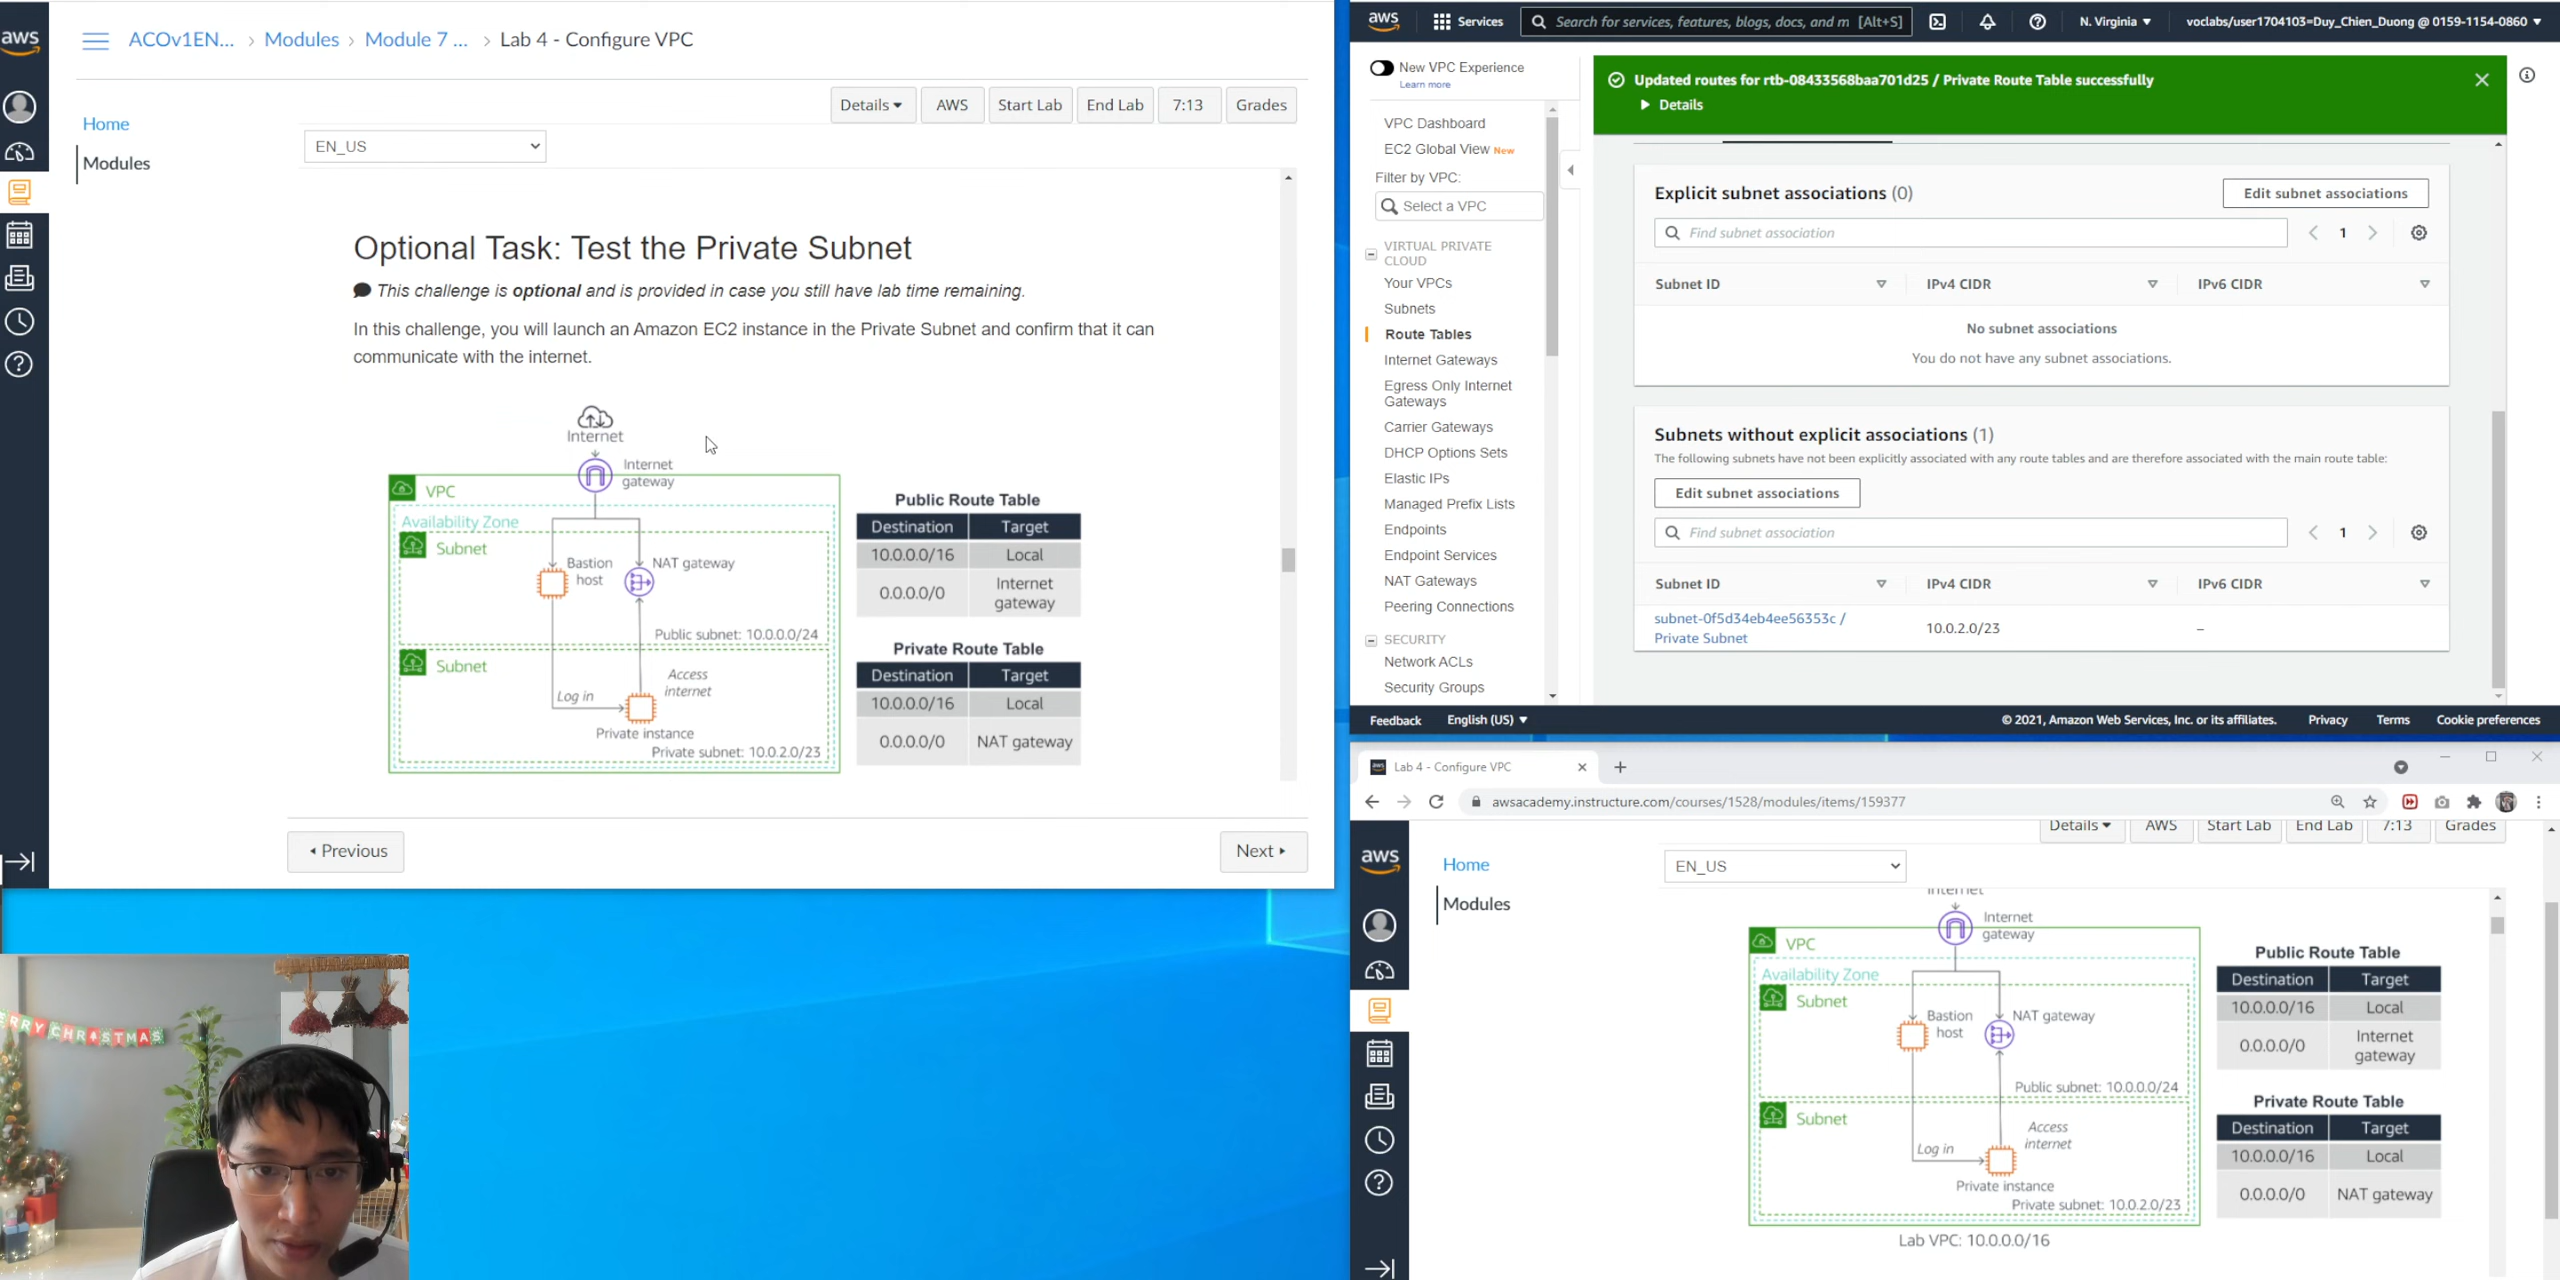 aws
ACOv1EN... › Modules › Module 7 ... › Lab 4 - Configure VPC
Home
Modules
Details
AWS
Start Lab
End Lab
7:13
Grades
EN_US
Optional Task: Test the Private Subnet
This challenge is optional and is provided in case you still have lab time remaining.
In this challenge, you will launch an Amazon EC2 instance in the Private Subnet and confirm that it can
communicate with the internet.
Internet
Internet
gateway
VPC
Availability Zone
Subnet
Bastion
host
NAT gateway
Public subnet: 10.0.0.0/24
Subnet
Access
internet
Log in
Private instance
Private subnet: 10.0.2.0/23
Public Route Table
Destination Target
10.0.0.0/16 Local
0.0.0.0/0 Internet
gateway
Private Route Table
Destination Target
10.0.0.0/16 Local
0.0.0.0/0 NAT gateway
Previous
Next
RRY CHRASTMAS
aws
Services
Search for services, features, blogs, docs, and m [Alt+S]
N. Virginia
voclabs/user1704103=Duy_Chien_Duong @ 0159-1154-0860
New VPC Experience
Learn more
VPC Dashboard
EC2 Global View New
Filter by VPC:
Select a VPC
VIRTUAL PRIVATE
CLOUD
Your VPCs
Subnets
Route Tables
Internet Gateways
Egress Only Internet
Gateways
Carrier Gateways
DHCP Options Sets
Elastic IPs
Managed Prefix Lists
Endpoints
Endpoint Services
NAT Gateways
Peering Connections
SECURITY
Network ACLs
Security Groups
Updated routes for rtb-08433568baa701d25 / Private Route Table successfully
Details
Explicit subnet associations (0)
Edit subnet associations
Find subnet association
1
Subnet ID IPv4 CIDR IPv6 CIDR
No subnet associations
You do not have any subnet associations.
Subnets without explicit associations (1)
The following subnets have not been explicitly associated with any route tables and are therefore associated with the main route table:
Edit subnet associations
Find subnet association
1
Subnet ID IPv4 CIDR IPv6 CIDR
subnet-0f5d34eb4ee56353c /
Private Subnet
10.0.2.0/23
–
Feedback English (US)
© 2021, Amazon Web Services, Inc. or its affiliates. Privacy Terms Cookie preferences
aws
Lab 4 - Configure VPC
awsacademy.instructure.com/courses/1528/modules/items/159377
aws
Home
Modules
Details
AWS
Start Lab
End Lab
7:13
Grades
EN_US
Internet
Internet
gateway
VPC
Availability Zone
Subnet
Bastion
host
NAT gateway
Public subnet: 10.0.0.0/24
Subnet
Access
internet
Log in
Private instance
Private subnet: 10.0.2.0/23
Lab VPC: 10.0.0.0/16
Public Route Table
Destination Target
10.0.0.0/16 Local
0.0.0.0/0 Internet
gateway
Private Route Table
Destination Target
10.0.0.0/16 Local
0.0.0.0/0 NAT gateway